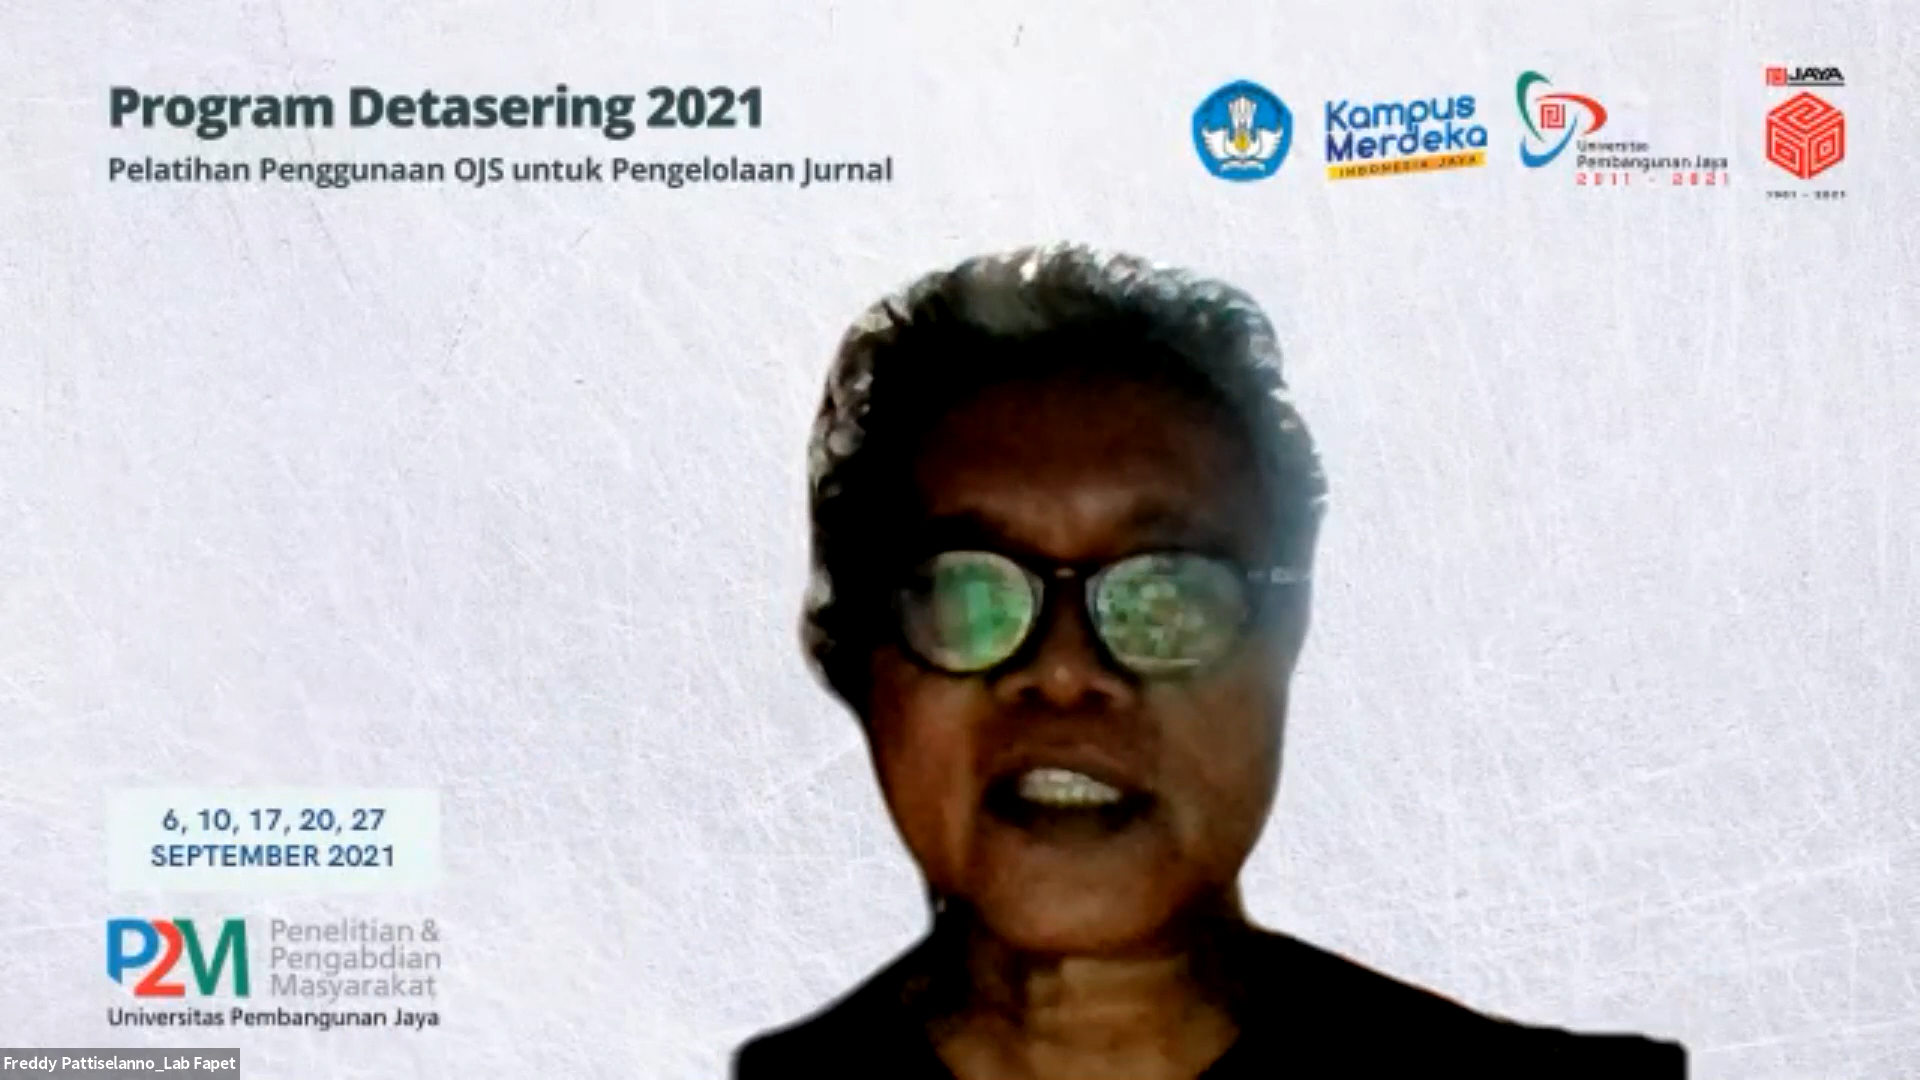 Program Detasering 2021
Pelatihan Penggunaan OJS untuk Pengelolaan Jurnal
Kampus
Merdeka
INDONESIA JAYA
Universitas
Pembangunan Jaya
2011 - 2021
JAYA
6, 10, 17, 20, 27
SEPTEMBER 2021
P2M
Penelitian &
Pengabdian
Masyarakat
Universitas Pembangunan Jaya
Freddy Pattiselanno_Lab Fapet